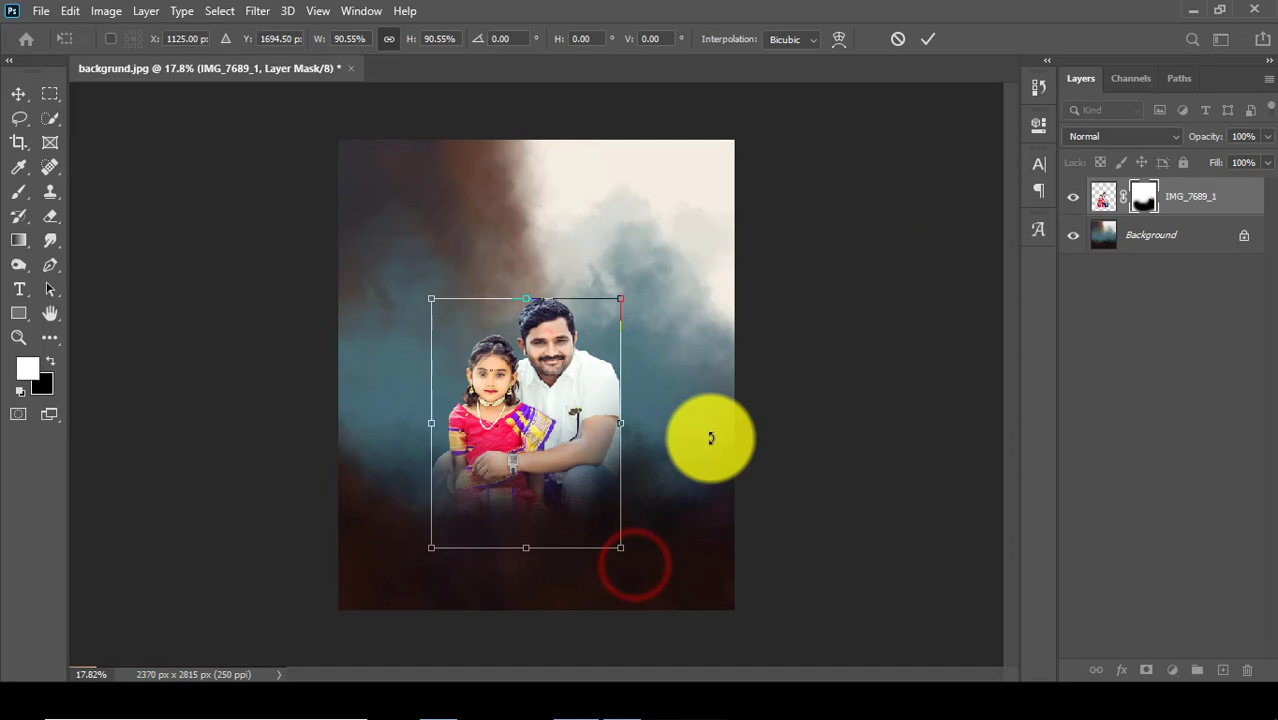 Ps File Edit Image Layer Type Select Filter 3D View Window Help
X: 1125.00 p: Y: 1694.50 p: W: 90.55% H: 90.55% 0.00 ° H: 0.00 ° V: 0.00 ° Interpolation: Bicubic
backgrund.jpg @ 17.8% (IMG_7689_1, Layer Mask/8) * ×
Layers Channels Paths
Kind
Normal Opacity: 100%
Lock: Fill: 100%
IMG_7689_1
Background
17.82% 2370 px x 2815 px (250 ppi)